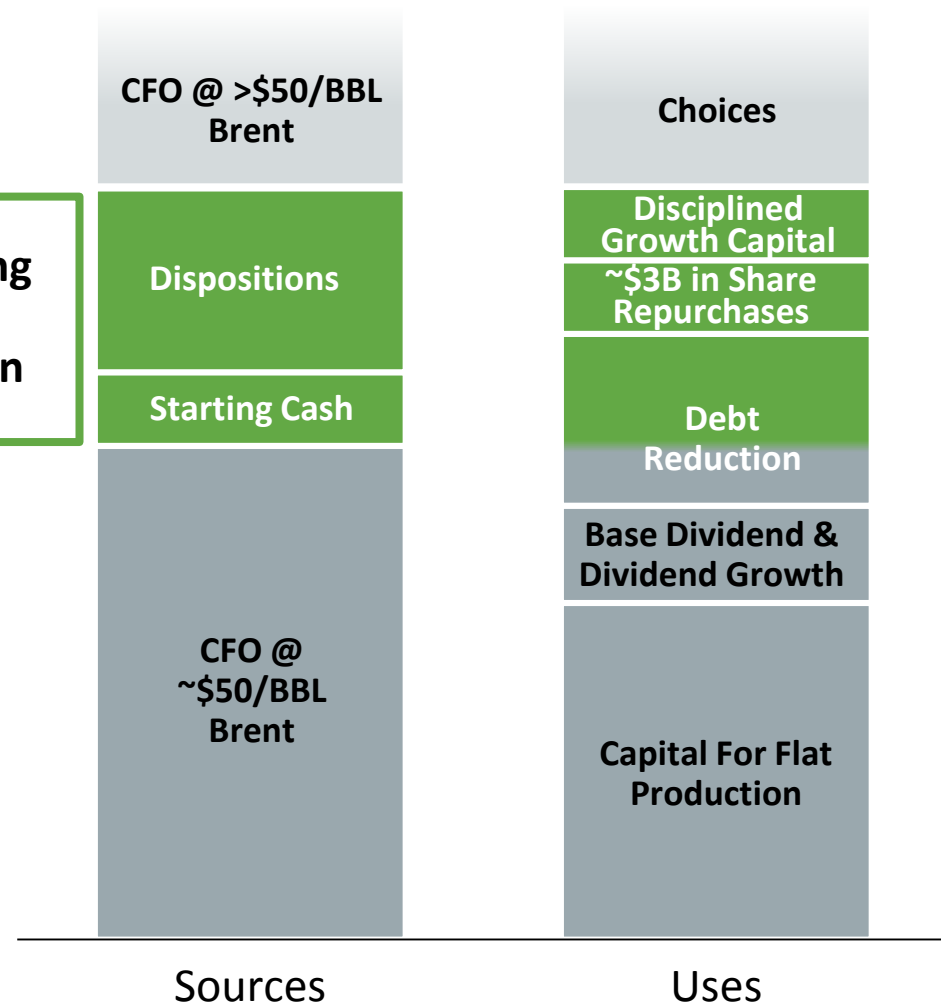 CFO @ >$50/BBL
Brent
Dispositions
Starting Cash
CFO @
~$50/BBL
Brent
Sources
Choices
Disciplined
Growth Capital
~$3B in Share
Repurchases
Debt
Reduction
Base Dividend &
Dividend Growth
Capital For Flat
Production
Uses